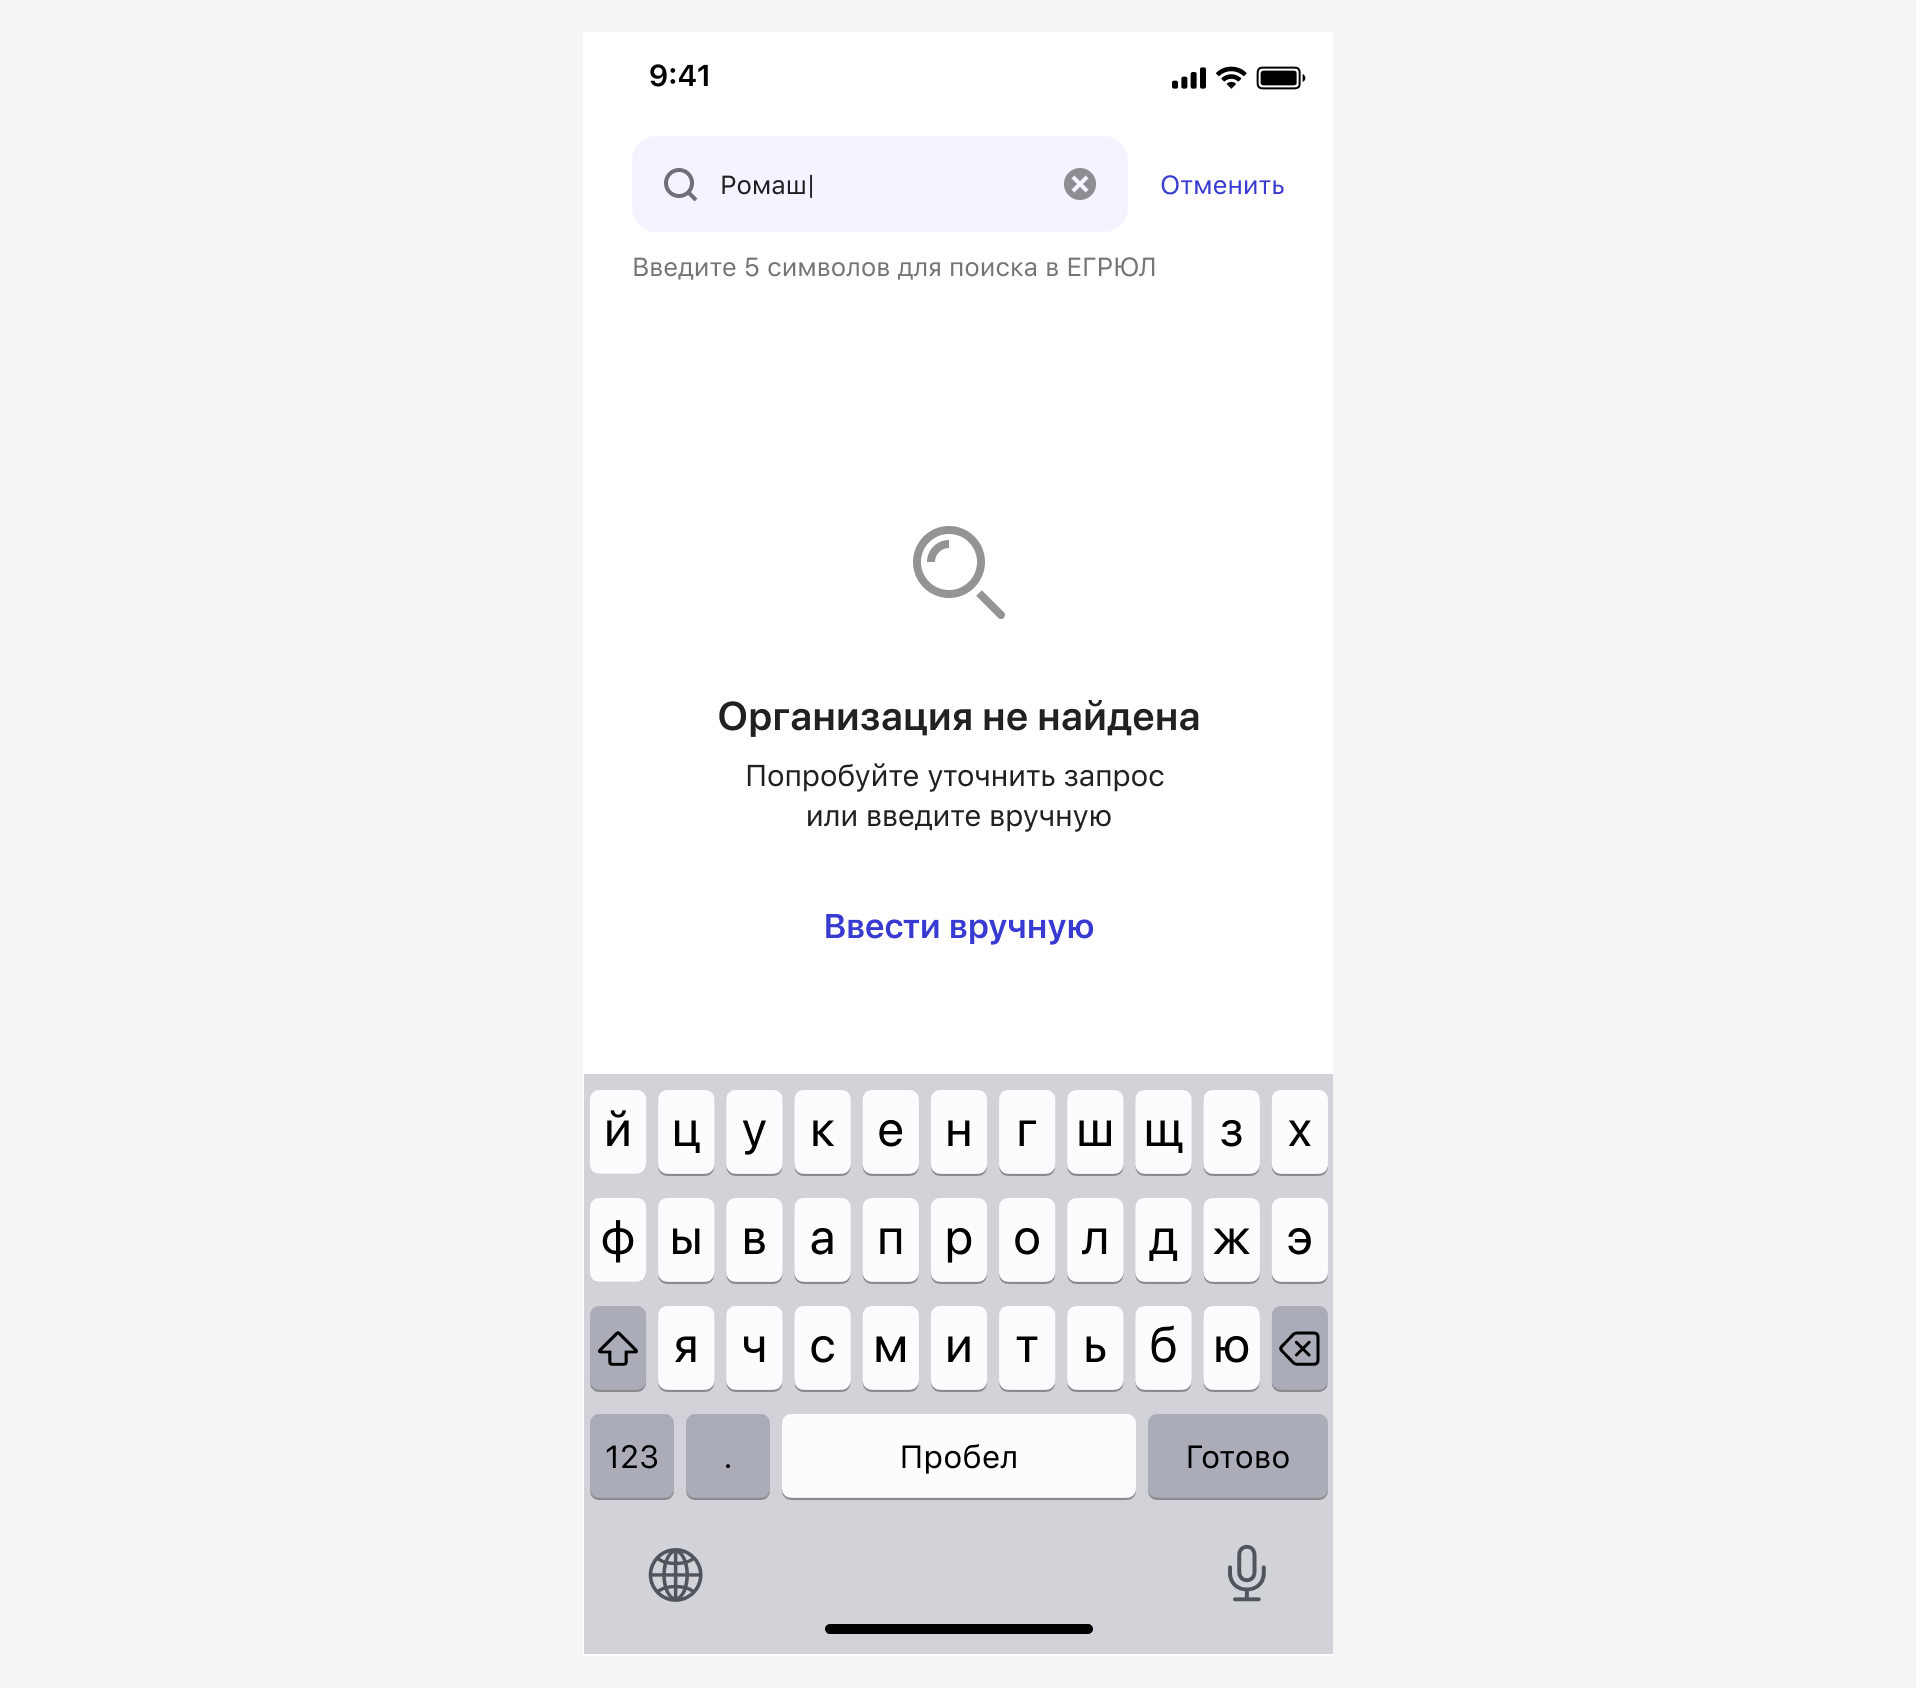 9:41
Ромаш
Отменить
Введите 5 символов для поиска в ЕГРЮЛ
Организация не найдена
Попробуйте уточнить запрос
или введите вручную
Ввести вручную
й ц у к е н г ш щ з х
ф ы в а п р о л д ж э
я ч с м и т ь б ю
123 . Пробел Готово